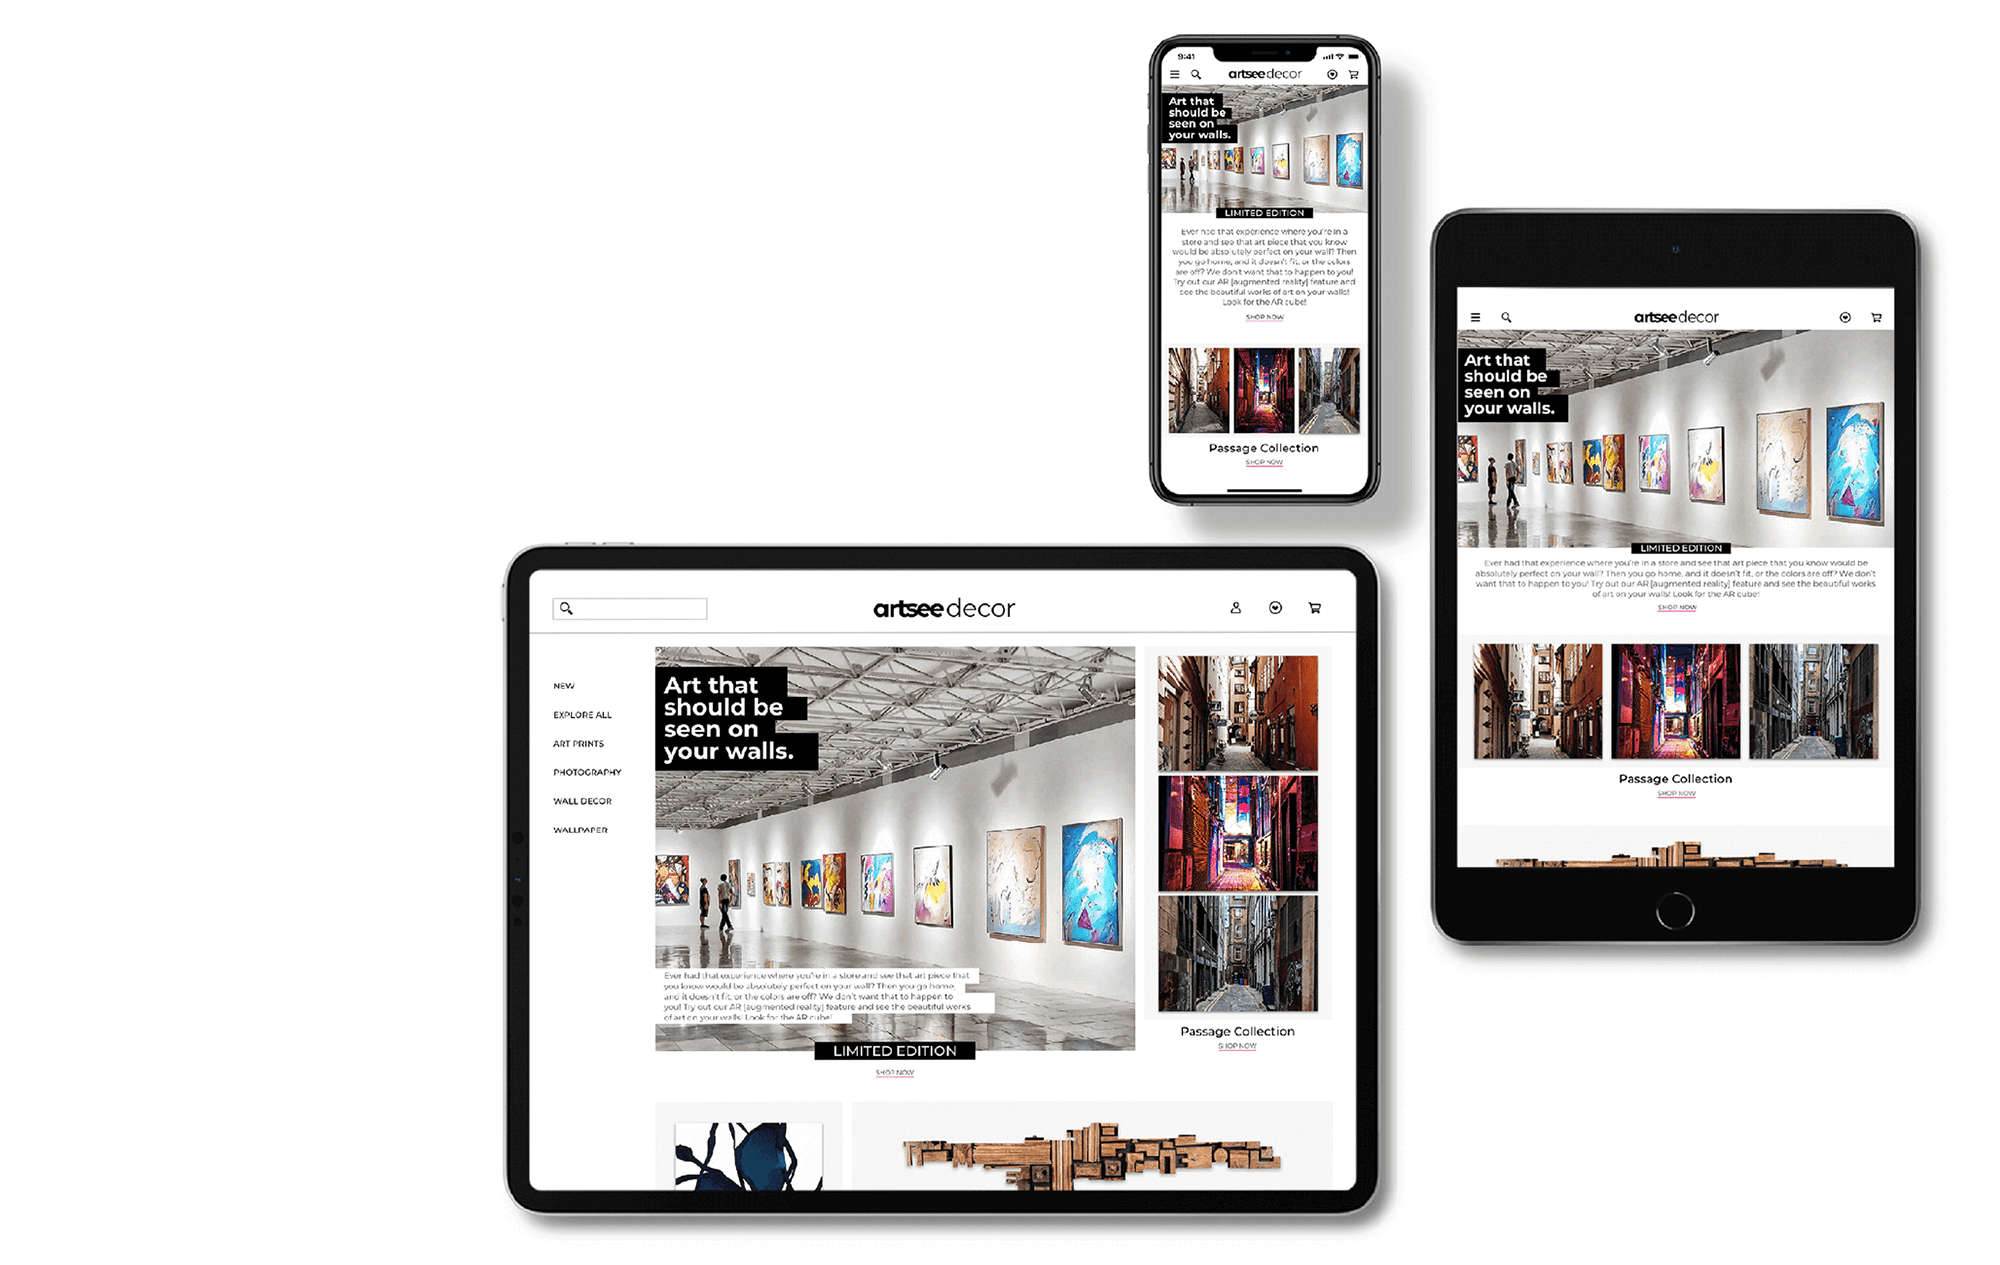 9:41
artsee decor
Art that
should be
seen on
your walls.
LIMITED EDITION
Ever had that experience where you're in a
store and see that art piece that you know
would be absolutely perfect on your wall? Then
you go home, and it doesn't fit, or the colors
are off? We don't want that to happen to you!
Try out our AR [augmented reality] feature and
see the beautiful works of art on your walls!
Look for the AR cube!
SHOP NOW
Passage Collection
SHOP NOW
artsee decor
Art that
should be
seen on
your walls.
LIMITED EDITION
Ever had that experience where you're in a store and see that art piece that you know would be
absolutely perfect on your wall? Then you go home, and it doesn't fit, or the colors are off? We don't
want that to happen to you! Try out our AR [augmented reality] feature and see the beautiful works
of art on your walls! Look for the AR cube!
SHOP NOW
Passage Collection
SHOP NOW
artsee decor
NEW
EXPLORE ALL
ART PRINTS
PHOTOGRAPHY
WALL DECOR
WALLPAPER
Art that
should be
seen on
your walls.
Ever had that experience where you're in a store and see that art piece that
you know would be absolutely perfect on your wall? Then you go home,
and it doesn't fit, or the colors are off? We don't want that to happen to
you! Try out our AR [augmented reality] feature and see the beautiful works
of art on your walls! Look for the AR cube!
LIMITED EDITION
SHOP NOW
Passage Collection
SHOP NOW